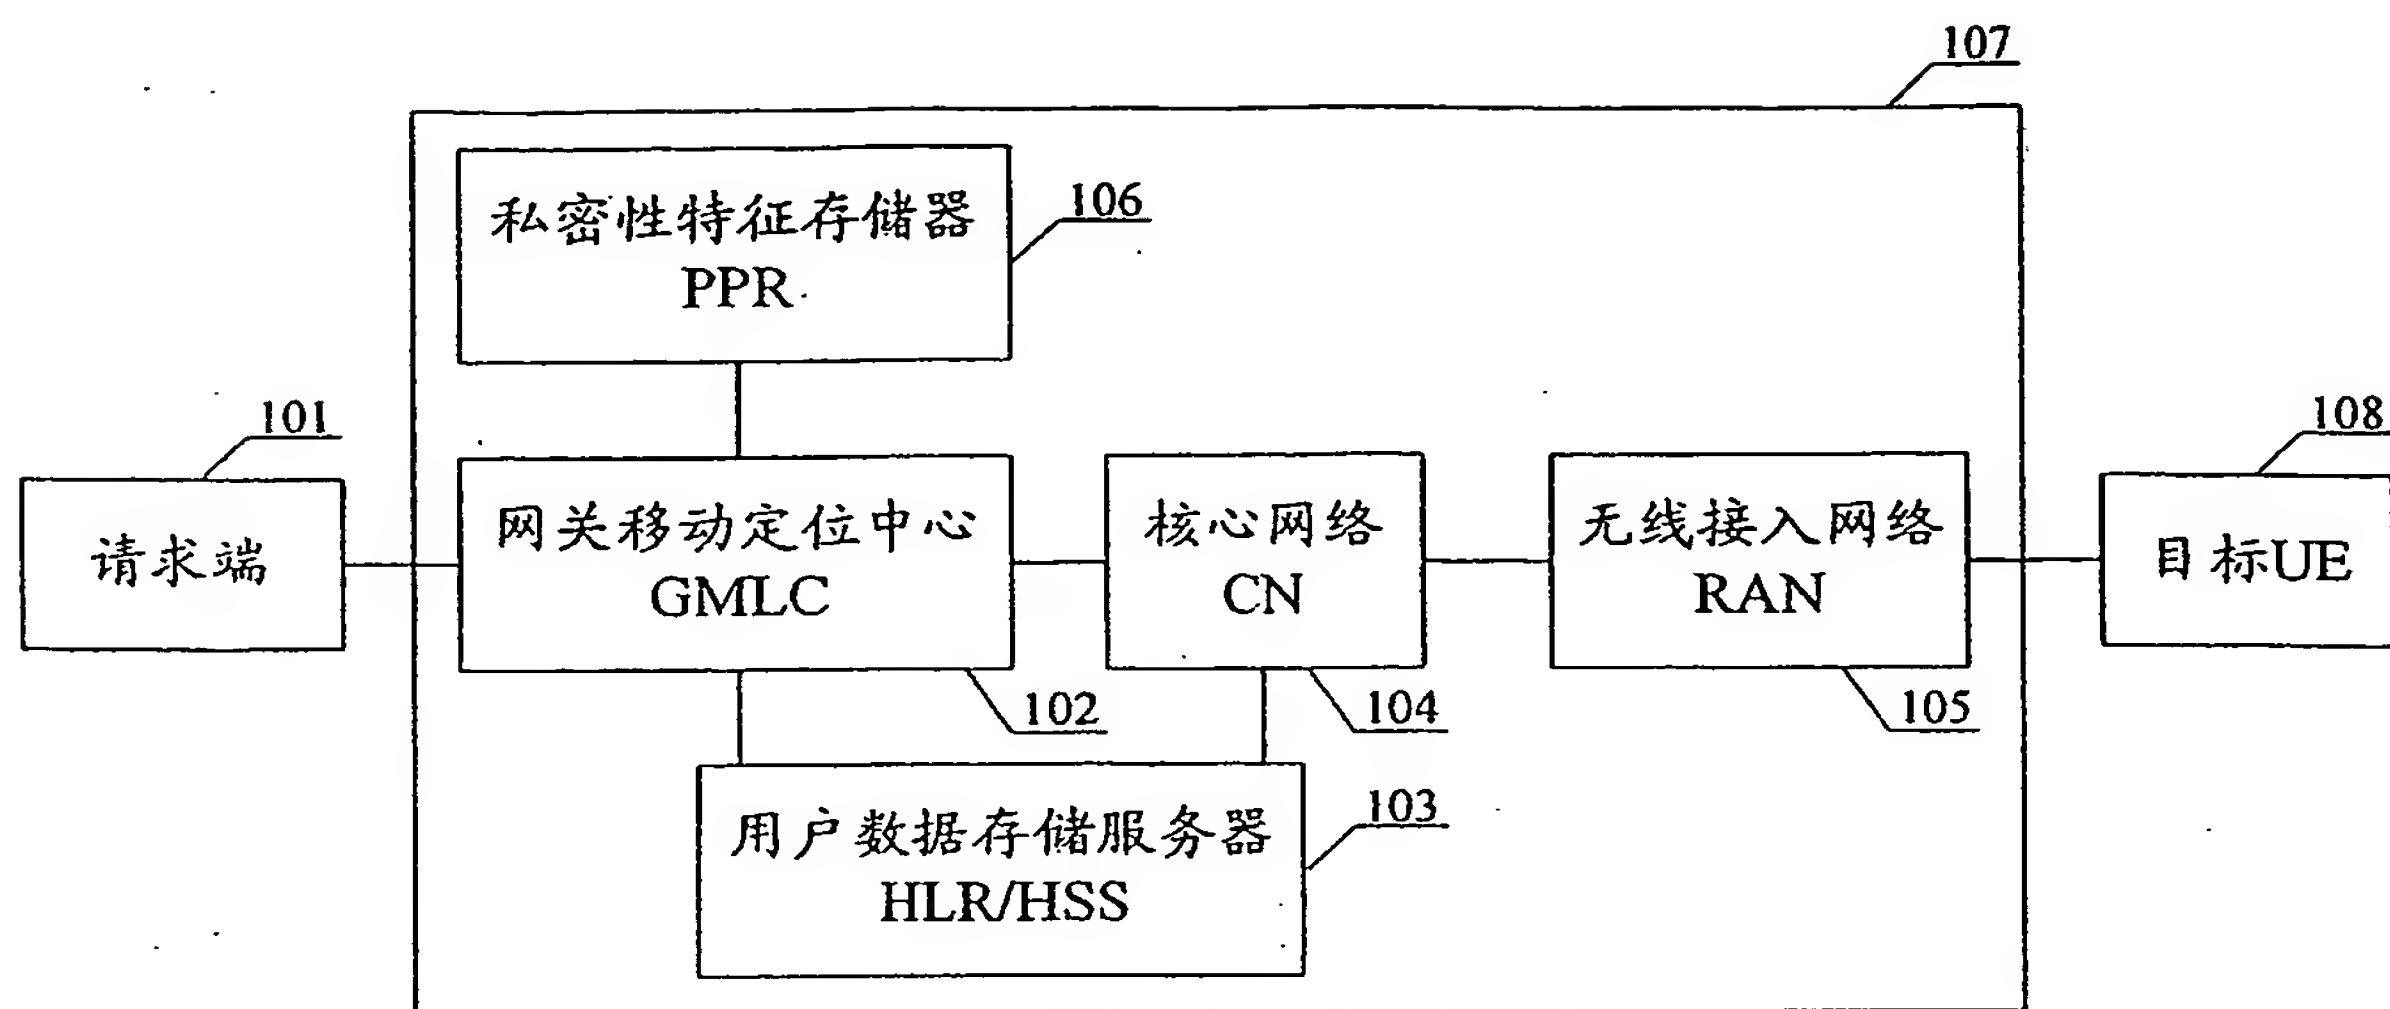 107
私密性特征存储器
PPR
106
101
108
请求端
网关移动定位中心
GMLC
核心网络
CN
无线接入网络
RAN
目标UE
102
104
105
用户数据存储服务器
HLR/HSS
103